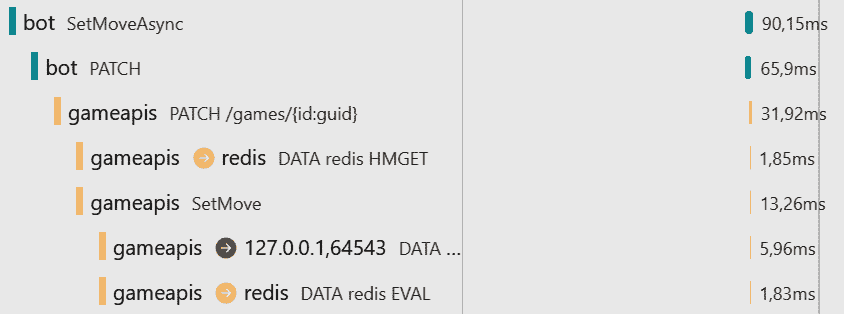 bot SetMoveAsync 90,15ms
bot PATCH 65,9ms
gameapis PATCH /games/{id:guid} 31,92ms
gameapis redis DATA redis HMGET 1,85ms
gameapis SetMove 13,26ms
gameapis 127.0.0.1,64543 DATA ... 5,96ms
gameapis redis DATA redis EVAL 1,83ms